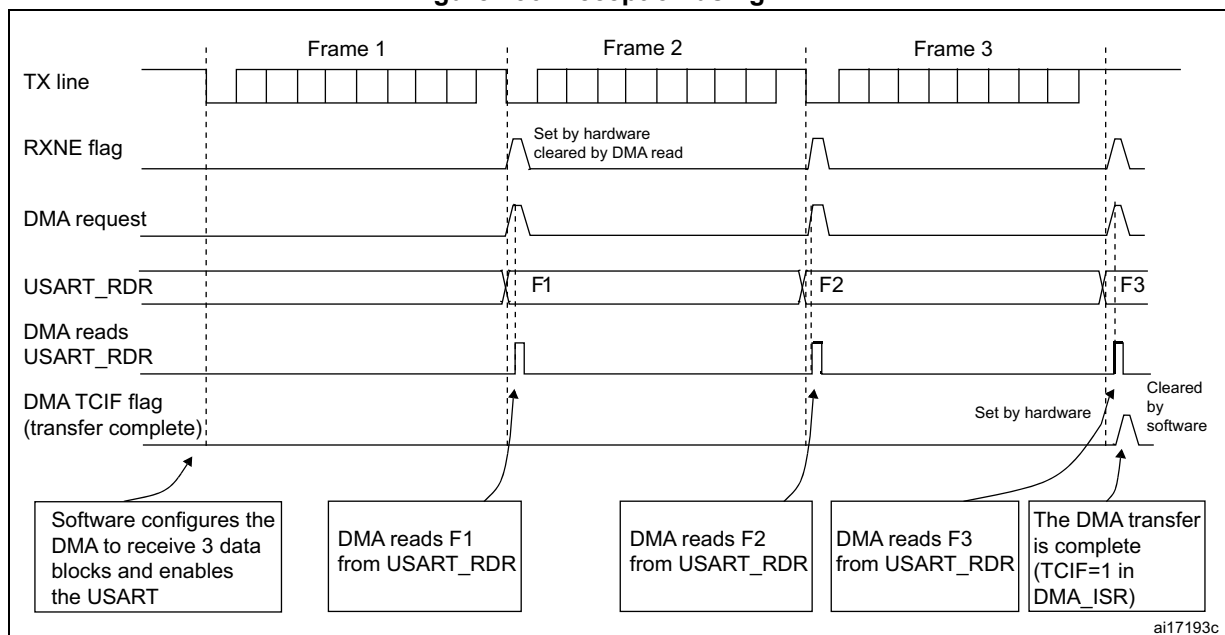 Frame 1
Frame 2
Frame 3
TX line
RXNE flag
Set by hardware
cleared by DMA read
DMA request
USART_RDR
F1
F2
F3
DMA reads
USART_RDR
DMA TCIF flag
(transfer complete)
Set by hardware
Cleared
by
software
Software configures the
DMA to receive 3 data
blocks and enables
the USART
DMA reads F1
from USART_RDR
DMA reads F2
from USART_RDR
DMA reads F3
from USART_RDR
The DMA transfer
is complete
(TCIF=1 in
DMA_ISR)
ai17193c